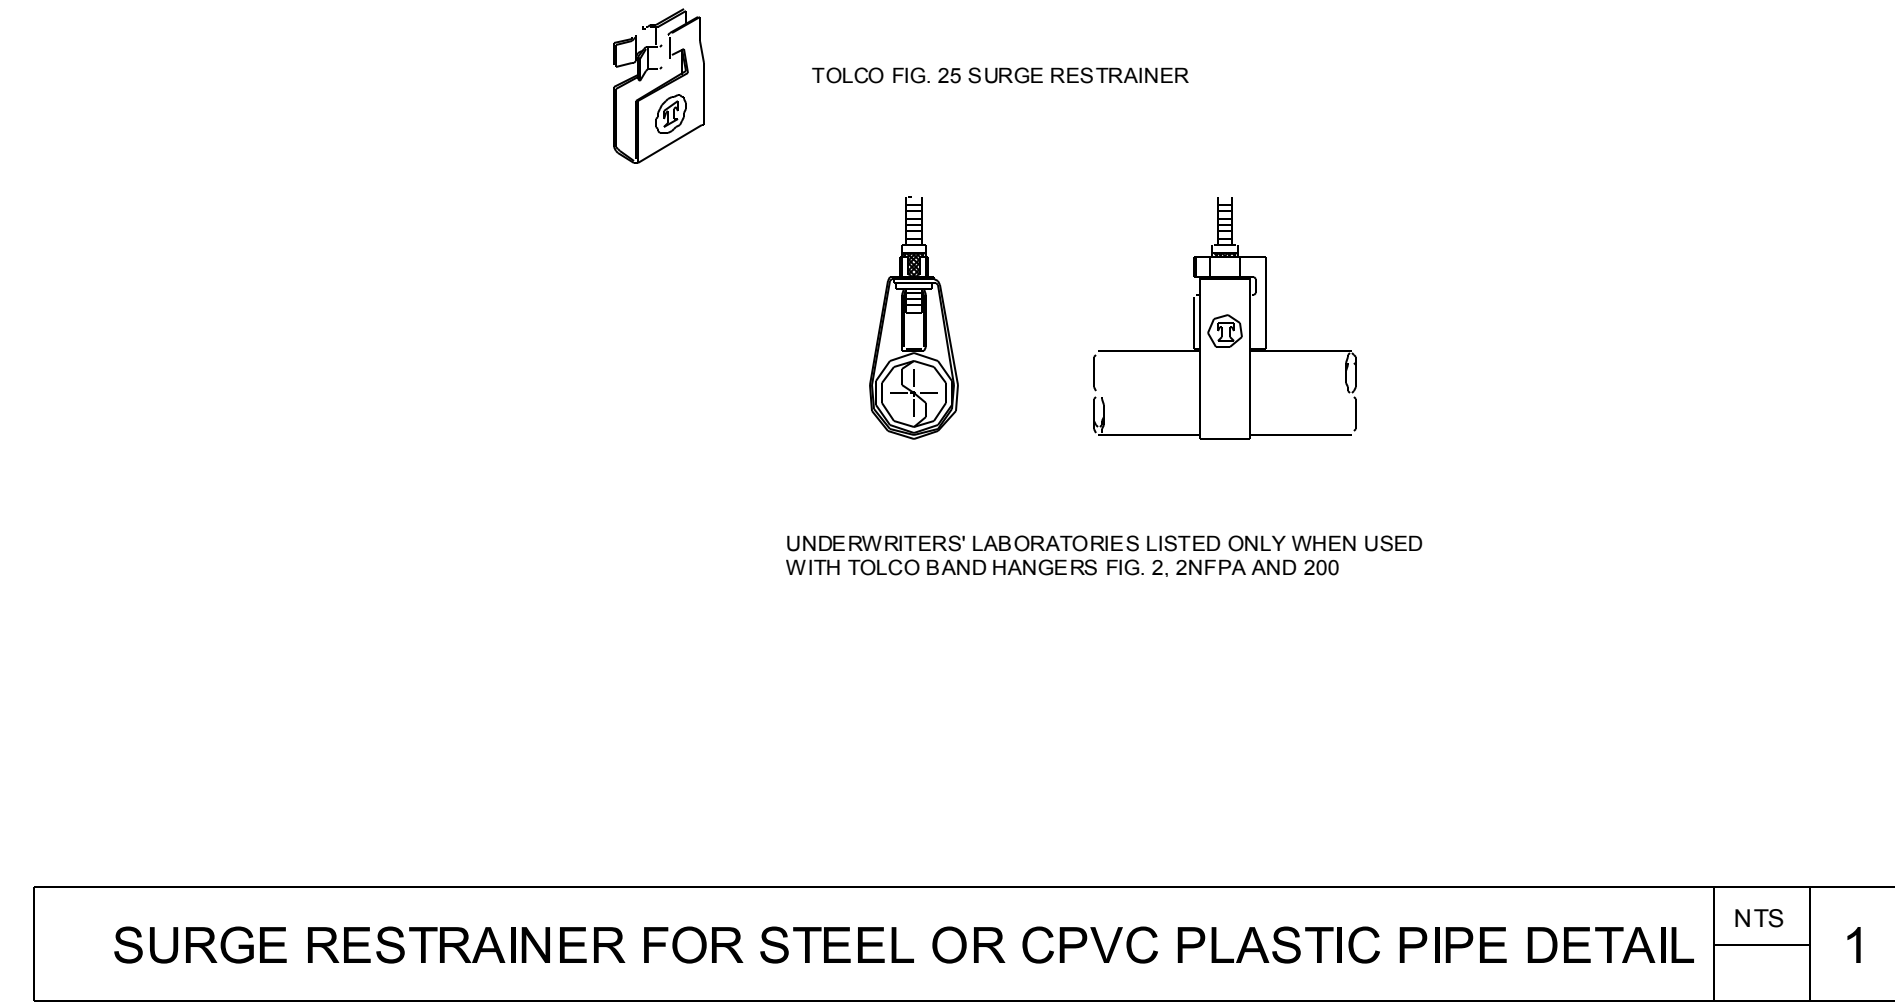 TOLCO FIG. 25 SURGE RESTRAINER
T
T
UNDERWRITERS' LABORATORIES LISTED ONLY WHEN USED
WITH TOLCO BAND HANGERS FIG. 2, 2NFPA AND 200
SURGE RESTRAINER FOR STEEL OR CPVC PLASTIC PIPE DETAIL
NTS
1